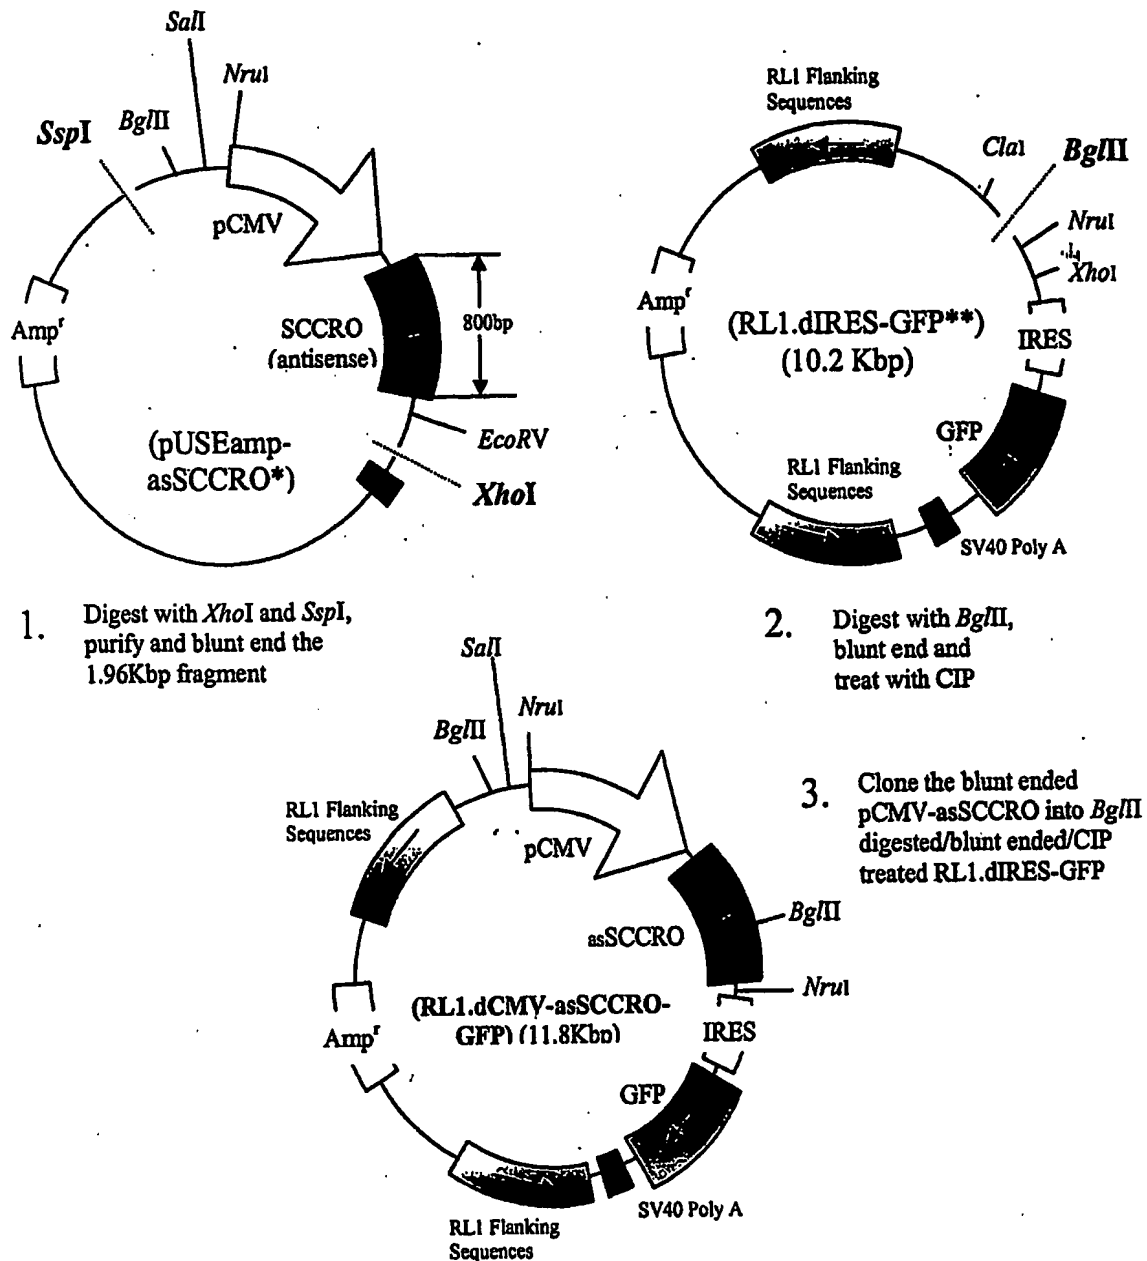 SalI
NruI
BglII
SspI
pCMV
Ampr
SCCRO
(antisense)
800bp
(pUSEamp-
asSCCRO*)
EcoRV
XhoI
RL1 Flanking
Sequences
ClaI
BglII
NruI
XhoI
Ampr
(RL1.dIRES-GFP**)
(10.2 Kbp)
IRES
GFP
RL1 Flanking
Sequences
SV40 Poly A
1. Digest with XhoI and SspI,
purify and blunt end the
1.96Kbp fragment
2. Digest with BglII,
blunt end and
treat with CIP
SalI
NruI
BglII
RL1 Flanking
Sequences
pCMV
3. Clone the blunt ended
pCMV-asSCCRO into BglII
digested/blunt ended/CIP
treated RL1.dIRES-GFP
BglII
asSCCRO
NruI
(RL1.dCMV-asSCCRO-
GFP) (11.8Kbp)
Ampr
IRES
GFP
SV40 Poly A
RL1 Flanking
Sequences